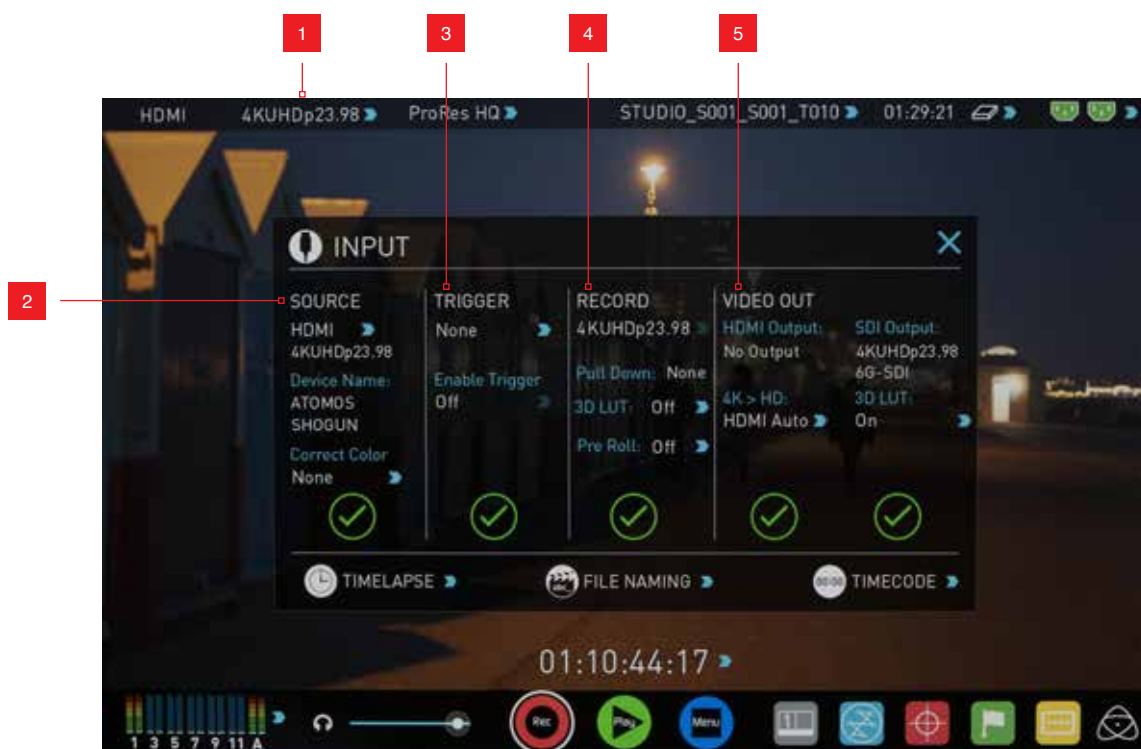 1 3 4 5
HDMI 4KUHDp23.98 ProRes HQ STUDIO_S001_S001_T010 01:29:21
INPUT
2
SOURCE
HDMI
4KUHDp23.98
Device Name:
ATOMOS
SHOGUN
Correct Color
None
TRIGGER
None
Enable Trigger
Off
RECORD
4KUHDp23.98
Pull Down: None
3D LUT: Off
Pre Roll: Off
VIDEO OUT
HDMI Output:
No Output
4K > HD:
HDMI Auto
SDI Output:
4KUHDp23.98
6G-SDI
3D LUT:
On
TIMELAPSE FILE NAMING 00:00 TIMECODE
01:10:44:17
Rec Play Menu 1
1 3 5 7 9 11 A